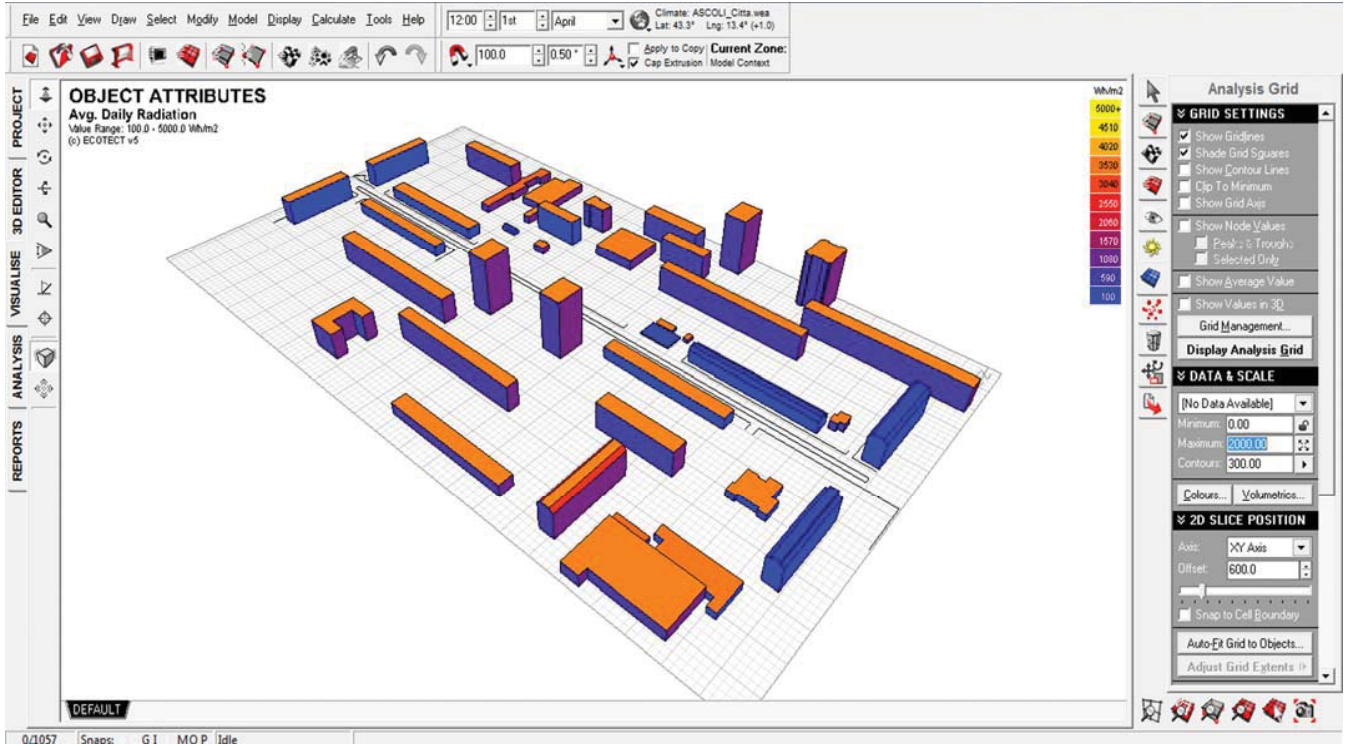 File Edit View Draw Select Modify Model Display Calculate Tools Help
12:00 1st April
Climate: ASCOLI_Citta.wea
Lat: 43.3° Lng: 13.4° (+1.0)
100.0 0.50 °
Apply to Copy Current Zone:
Cap Extrusion Model Context
PROJECT
3D EDITOR
VISUALISE
ANALYSIS
REPORTS
OBJECT ATTRIBUTES
Avg. Daily Radiation
Value Range: 100.0 - 5000.0 Wh/m2
(c) ECOTECT v5
Wh/m2
5000+
4510
4020
3530
3040
2550
2060
1570
1080
590
100
Analysis Grid
GRID SETTINGS
Show Gridlines
Shade Grid Squares
Show Contour Lines
Clip To Minimum
Show Grid Axis
Show Node Values
Peaks & Troughs
Selected Only
Show Average Value
Show Values in 3D
Grid Management...
Display Analysis Grid
DATA & SCALE
[No Data Available]
Minimum: 0.00
Maximum: 2000.00
Contours: 300.00
Colours... Volumetrics...
2D SLICE POSITION
Axis: XY Axis
Offset: 600.0
Snap to Cell Boundary
Auto-Fit Grid to Objects...
Adjust Grid Extents
DEFAULT
0/1057 Snaps: G I M O P Idle